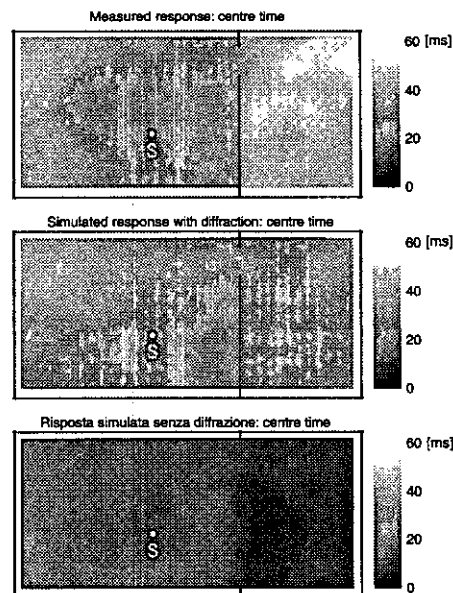 Measured response: centre time
60 [ms]
40
20
0
S
Simulated response with diffraction: centre time
60 [ms]
40
20
0
S
Risposta simulata senza diffrazione: centre time
60 [ms]
40
20
0
S